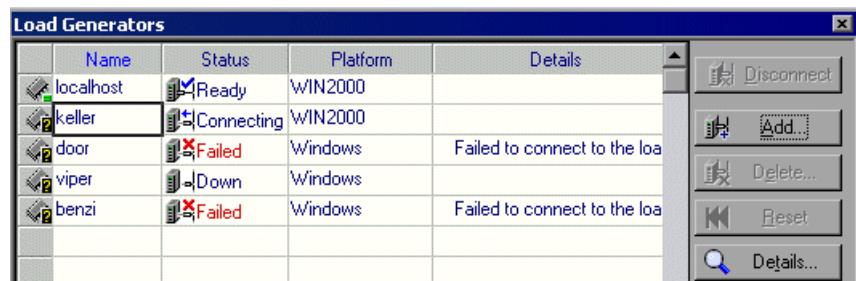 Load Generators
Name Status Platform Details
localhost Ready WIN2000
keller Connecting WIN2000
door Failed Windows Failed to connect to the loa
viper Down Windows
benzi Failed Windows Failed to connect to the loa
Disconnect
Add...
Delete...
Reset
Details...